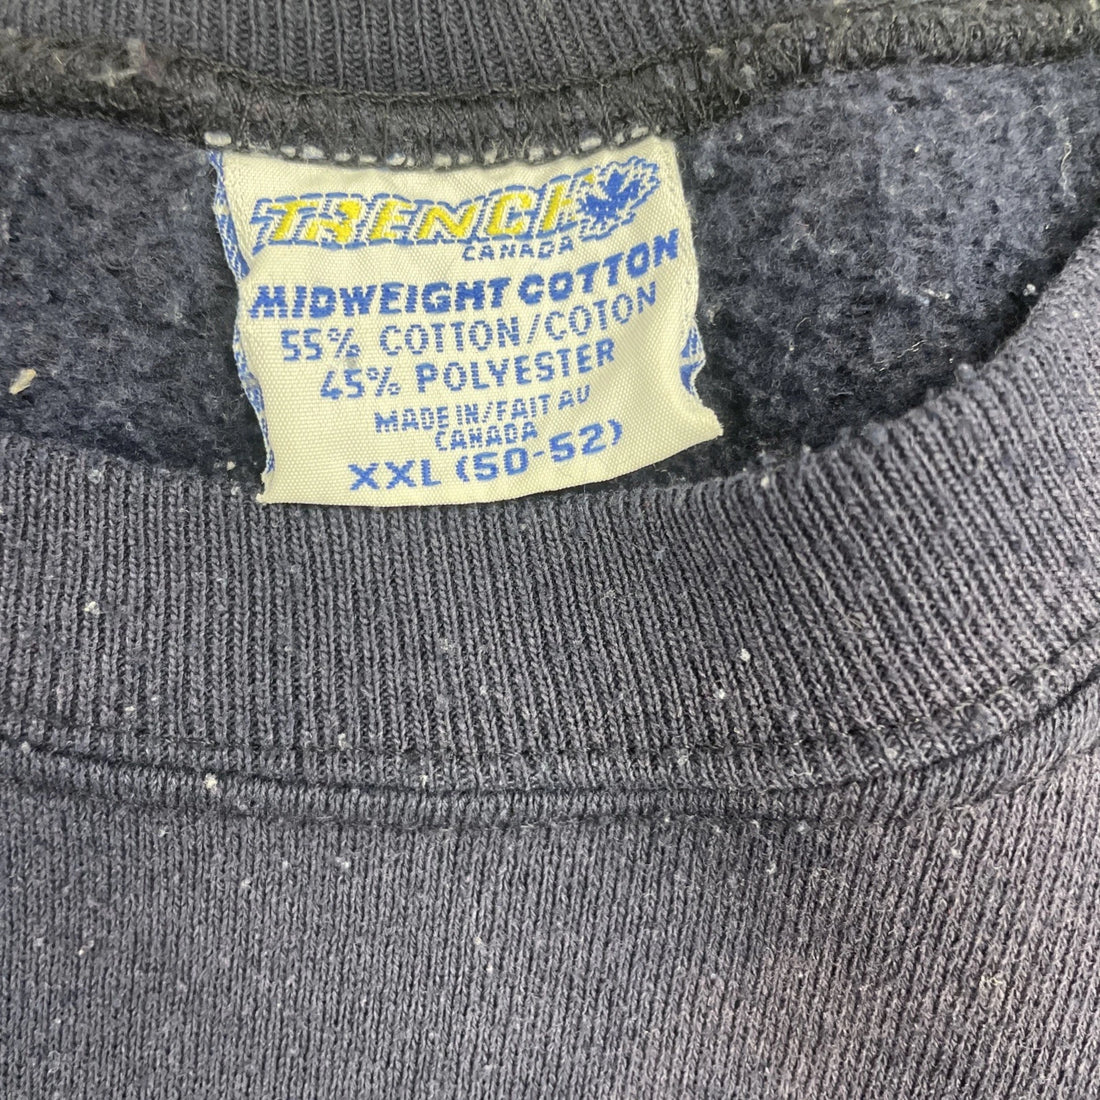 TRENCH
CANADA
MIDWEIGHT COTTON
55% COTTON/COTON
45% POLYESTER
MADE IN/FAIT AU
CANADA
XXL (50-52)